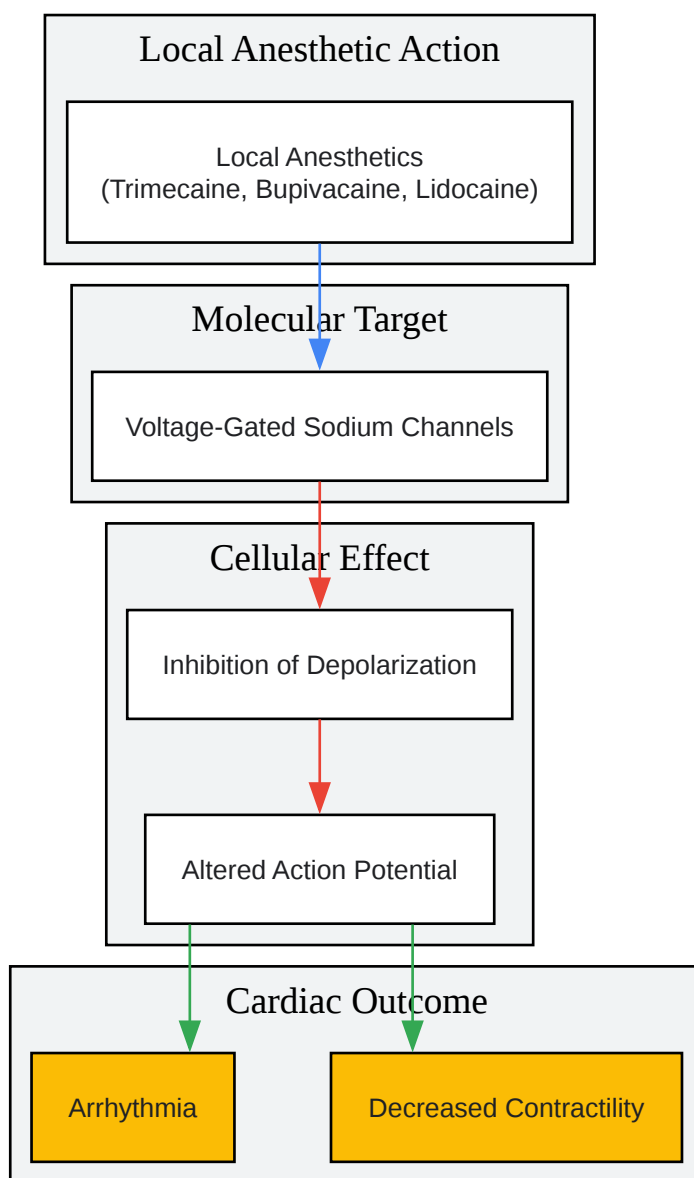 Local Anesthetic Action
Local Anesthetics
(Trimecaine, Bupivacaine, Lidocaine)
Molecular Target
Voltage-Gated Sodium Channels
Cellular Effect
Inhibition of Depolarization
Altered Action Potential
Cardiac Outcome
Arrhythmia
Decreased Contractility